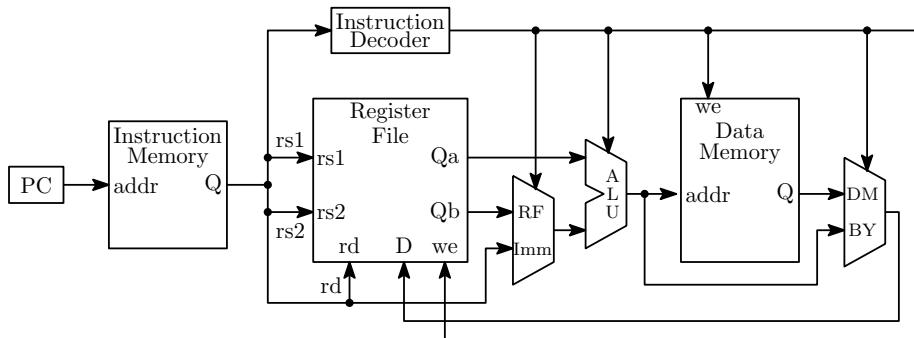 Instruction
Decoder
Register
File
we
Instruction
Memory
Data
Memory
rs1
rs1
Qa
A
L
U
PC
addr
Q
addr
Q
DM
rs2
rs2
Qb
RF
BY
rd
D
we
Imm
rd